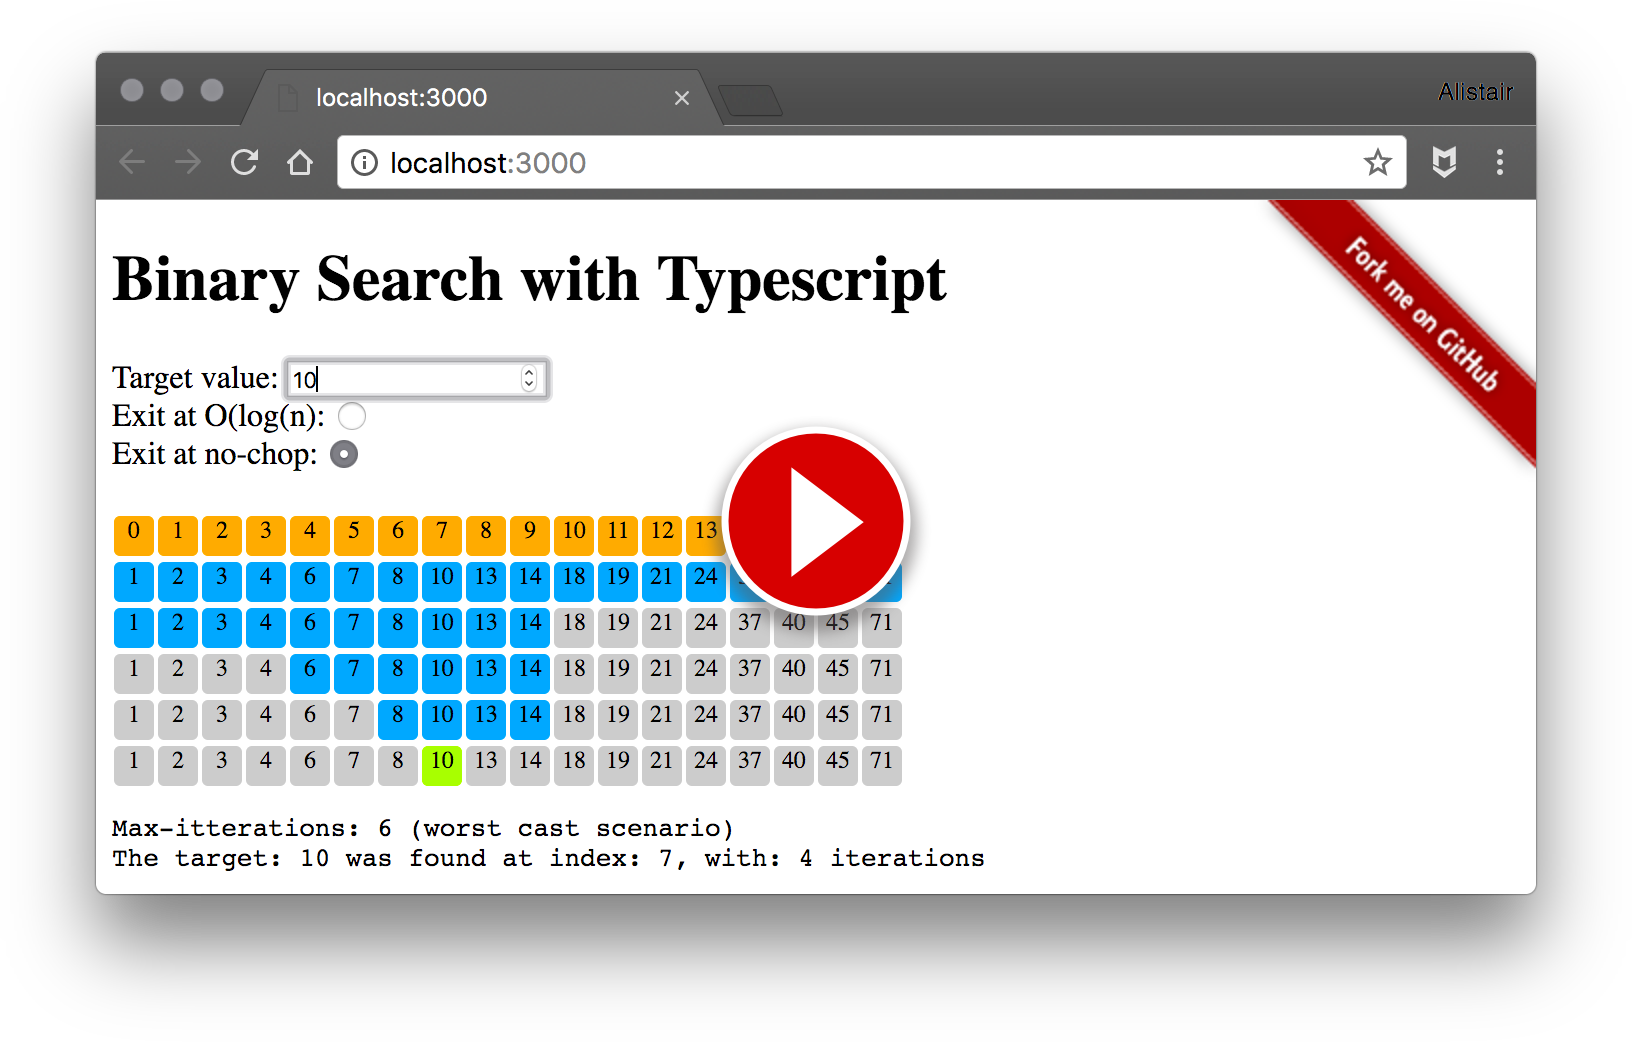 localhost:3000
Alistair
localhost:3000
Fork me on GitHub
Binary Search with Typescript
Target value: 10
Exit at O(log(n):
Exit at no-chop:
0 1 2 3 4 5 6 7 8 9 10 11 12 13
1 2 3 4 6 7 8 10 13 14 18 19 21 24
1 2 3 4 6 7 8 10 13 14 18 19 21 24 37 40 45 71
1 2 3 4 6 7 8 10 13 14 18 19 21 24 37 40 45 71
1 2 3 4 6 7 8 10 13 14 18 19 21 24 37 40 45 71
1 2 3 4 6 7 8 10 13 14 18 19 21 24 37 40 45 71
Max-itterations: 6 (worst cast scenario)
The target: 10 was found at index: 7, with: 4 iterations